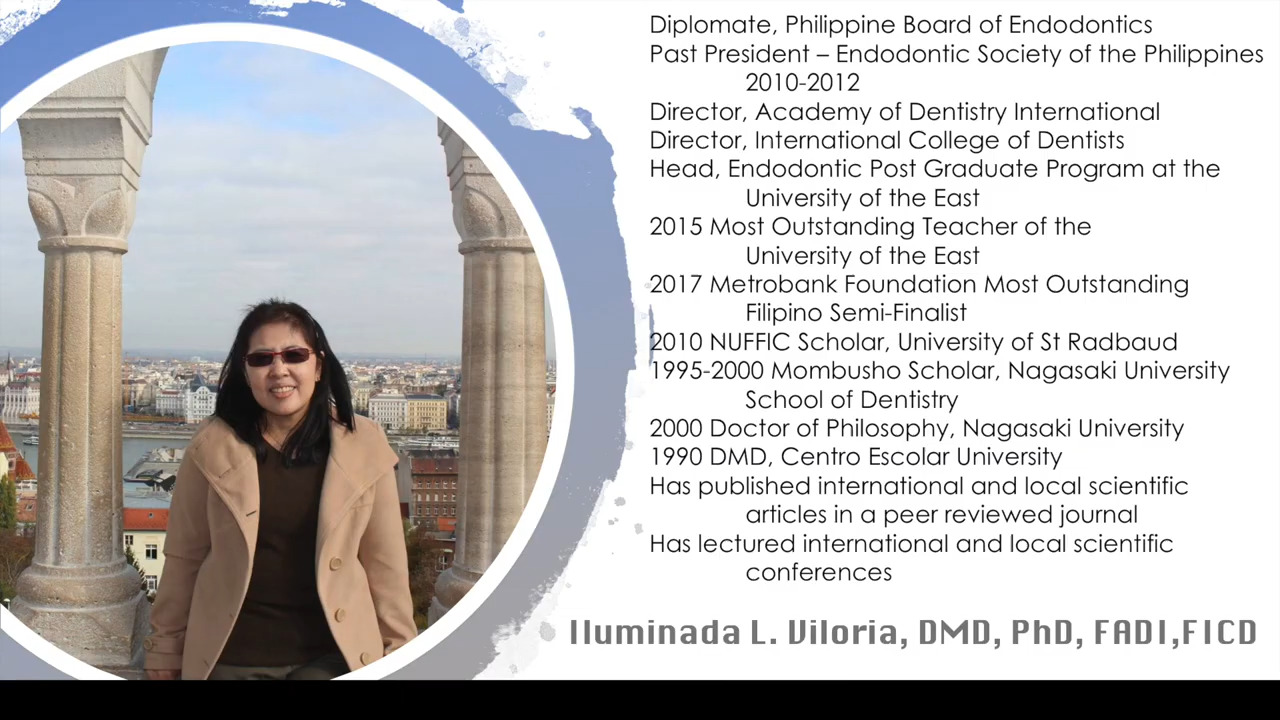 Diplomate, Philippine Board of Endodontics
Past President – Endodontic Society of the Philippines
2010-2012
Director, Academy of Dentistry International
Director, International College of Dentists
Head, Endodontic Post Graduate Program at the
University of the East
2015 Most Outstanding Teacher of the
University of the East
2017 Metrobank Foundation Most Outstanding
Filipino Semi-Finalist
2010 NUFFIC Scholar, University of St Radbaud
1995-2000 Mombusho Scholar, Nagasaki University
School of Dentistry
2000 Doctor of Philosophy, Nagasaki University
1990 DMD, Centro Escolar University
Has published international and local scientific
articles in a peer reviewed journal
Has lectured international and local scientific
conferences
Iluminada L. Viloria, DMD, PhD, FADI,FICD